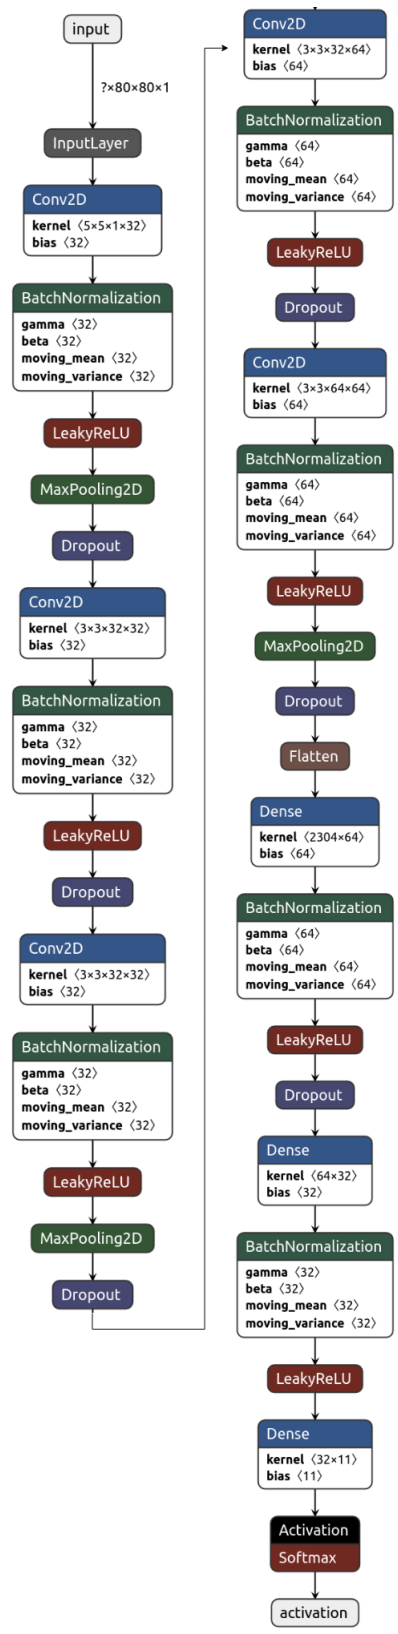 input
?×80×80×1
InputLayer
Conv2D
kernel 〈5×5×1×32〉
bias 〈32〉
BatchNormalization
gamma 〈32〉
beta 〈32〉
moving_mean 〈32〉
moving_variance 〈32〉
LeakyReLU
MaxPooling2D
Dropout
Conv2D
kernel 〈3×3×32×32〉
bias 〈32〉
BatchNormalization
gamma 〈32〉
beta 〈32〉
moving_mean 〈32〉
moving_variance 〈32〉
LeakyReLU
Dropout
Conv2D
kernel 〈3×3×32×32〉
bias 〈32〉
BatchNormalization
gamma 〈32〉
beta 〈32〉
moving_mean 〈32〉
moving_variance 〈32〉
LeakyReLU
MaxPooling2D
Dropout
Conv2D
kernel 〈3×3×32×64〉
bias 〈64〉
BatchNormalization
gamma 〈64〉
beta 〈64〉
moving_mean 〈64〉
moving_variance 〈64〉
LeakyReLU
Dropout
Conv2D
kernel 〈3×3×64×64〉
bias 〈64〉
BatchNormalization
gamma 〈64〉
beta 〈64〉
moving_mean 〈64〉
moving_variance 〈64〉
LeakyReLU
MaxPooling2D
Dropout
Flatten
Dense
kernel 〈2304×64〉
bias 〈64〉
BatchNormalization
gamma 〈64〉
beta 〈64〉
moving_mean 〈64〉
moving_variance 〈64〉
LeakyReLU
Dropout
Dense
kernel 〈64×32〉
bias 〈32〉
BatchNormalization
gamma 〈32〉
beta 〈32〉
moving_mean 〈32〉
moving_variance 〈32〉
LeakyReLU
Dense
kernel 〈32×11〉
bias 〈11〉
Activation
Softmax
activation